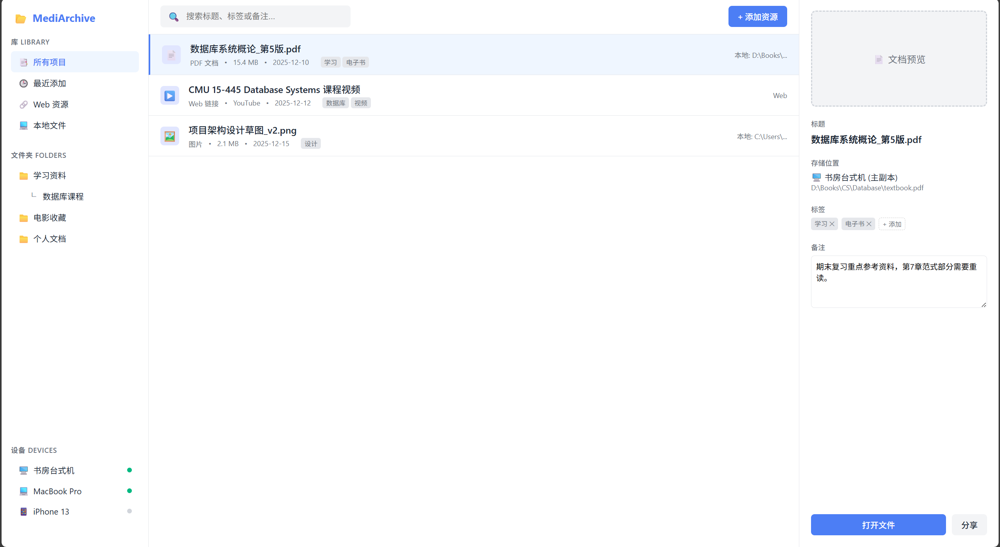 MediArchive
库 LIBRARY
所有项目
最近添加
Web 资源
本地文件
文件夹 FOLDERS
学习资料
└ 数据库课程
电影收藏
个人文档
设备 DEVICES
书房台式机
MacBook Pro
iPhone 13
搜索标题、标签或备注...
+ 添加资源
数据库系统概论_第5版.pdf
PDF 文档 • 15.4 MB • 2025-12-10 学习 电子书
本地: D:\Books\...
CMU 15-445 Database Systems 课程视频
Web 链接 • YouTube • 2025-12-12 数据库 视频
Web
项目架构设计草图_v2.png
图片 • 2.1 MB • 2025-12-15 设计
本地: C:\Users\...
文档预览
标题
数据库系统概论_第5版.pdf
存储位置
书房台式机 (主副本)
D:\Books\CS\Database\textbook.pdf
标签
学习 ✕ 电子书 ✕ + 添加
备注
期末复习重点参考资料，第7章范式部分需要重
读。
打开文件
分享